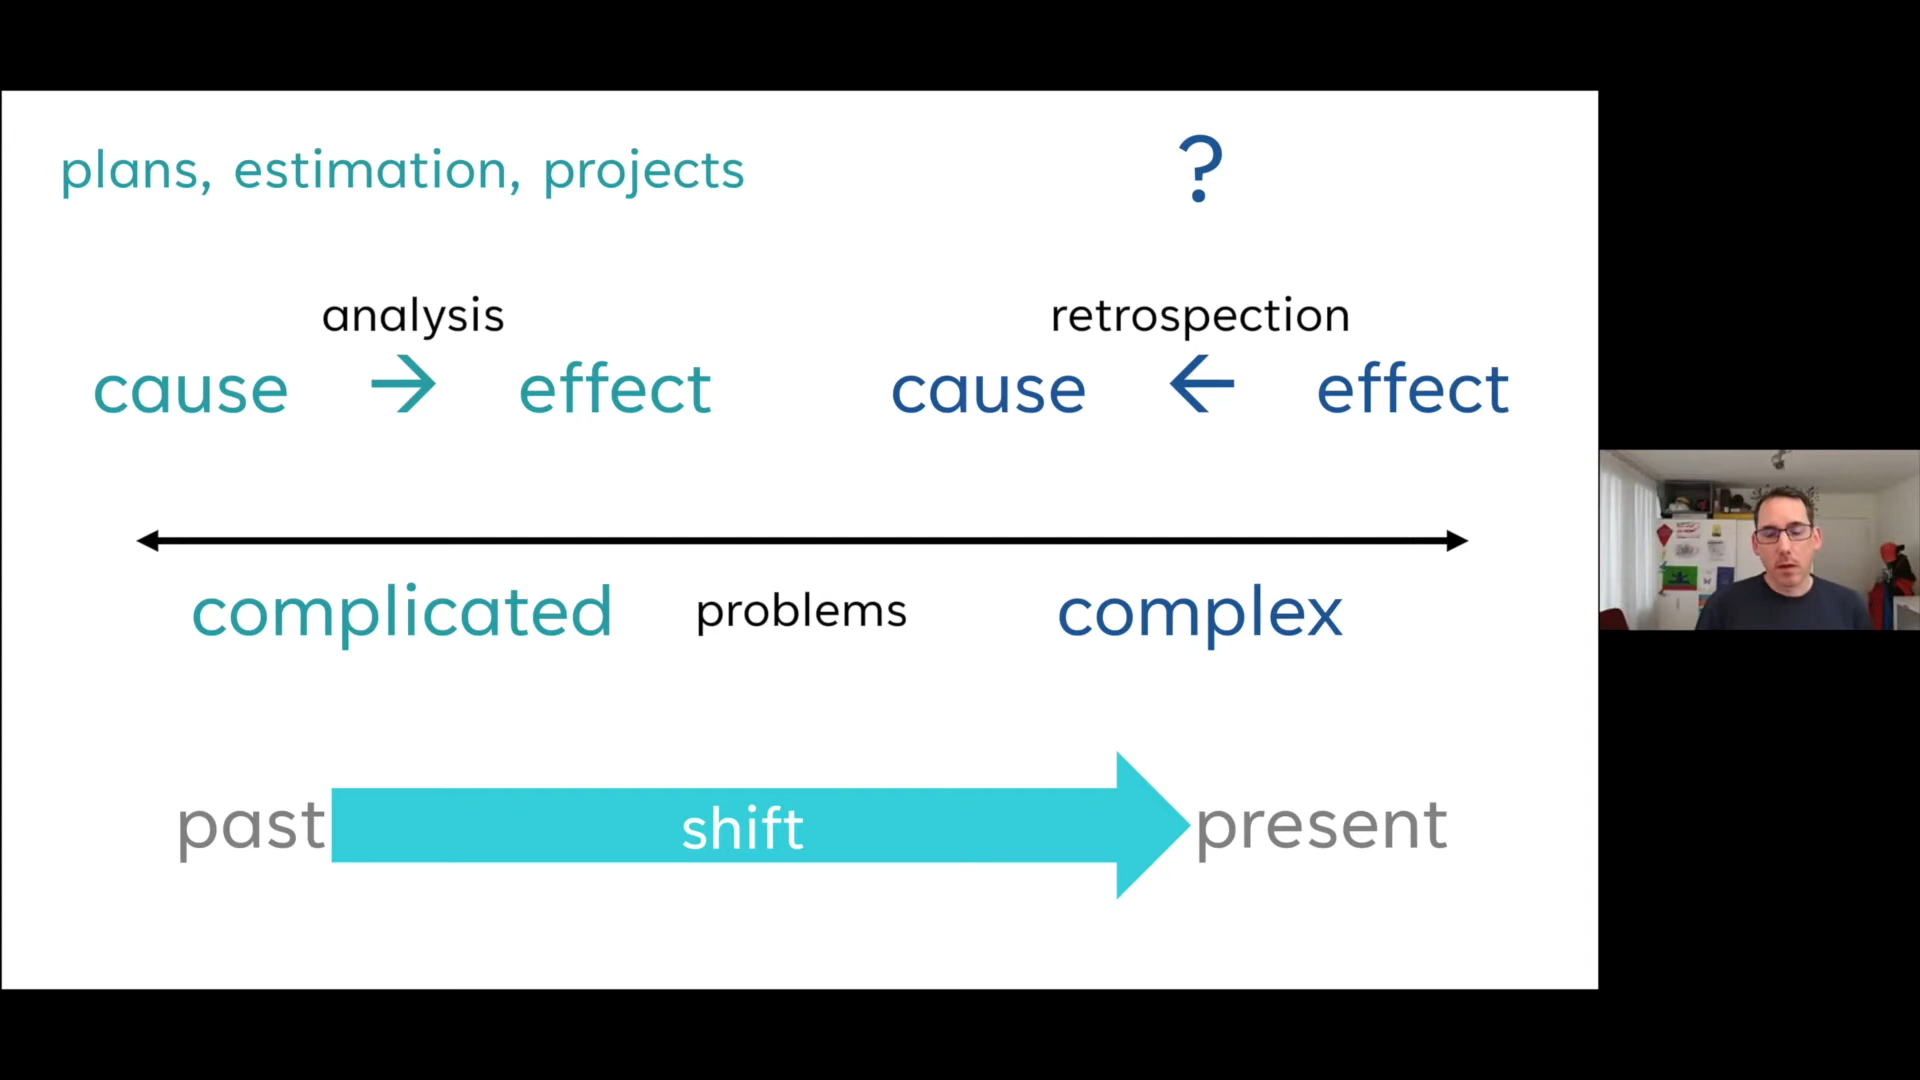 plans, estimation, projects
?
analysis
retrospection
cause → effect
cause ← effect
complicated
problems
complex
past
shift
present